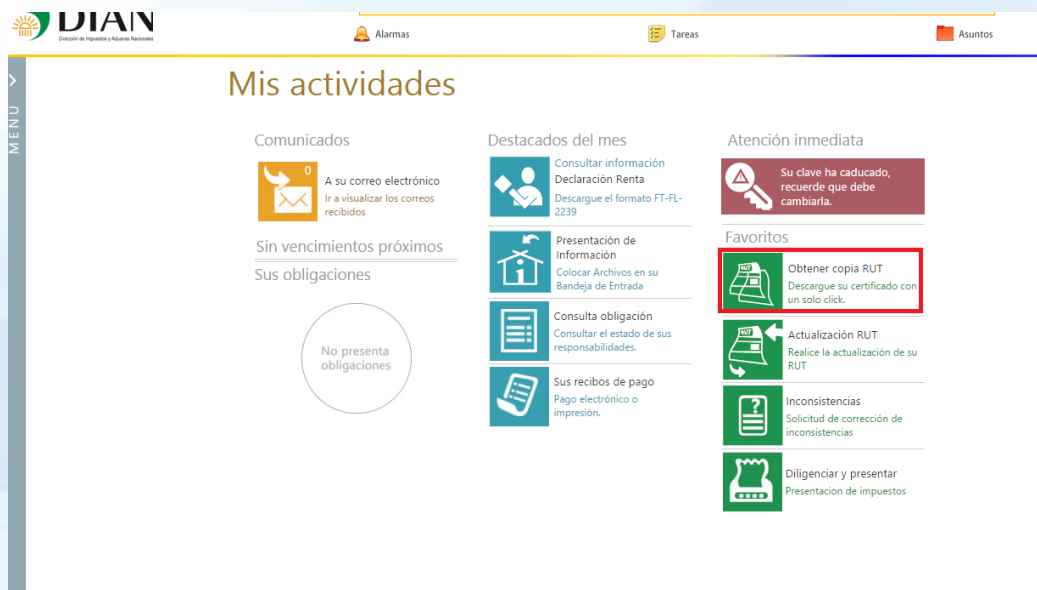 DIAN
Dirección de Impuestos y Aduanas Nacionales
Alarmas
Tareas
Asuntos
MENU
Mis actividades
Comunicados
0
A su correo electrónico
Ir a visualizar los correos
recibidos
Sin vencimientos próximos
Sus obligaciones
No presenta
obligaciones
Destacados del mes
Consultar información
Declaración Renta
Descargue el formato FT-FL-
2239
Presentación de
Información
Colocar Archivos en su
Bandeja de Entrada
Consulta obligación
Consultar el estado de sus
responsabilidades.
Sus recibos de pago
Pago electrónico o
impresión.
Atención inmediata
Su clave ha caducado,
recuerde que debe
cambiarla.
Favoritos
RUT
Obtener copia RUT
Descargue su certificado con
un solo click.
RUT
Actualización RUT
Realice la actualización de su
RUT
Inconsistencias
Solicitud de corrección de
inconsistencias
Diligenciar y presentar
Presentacion de impuestos